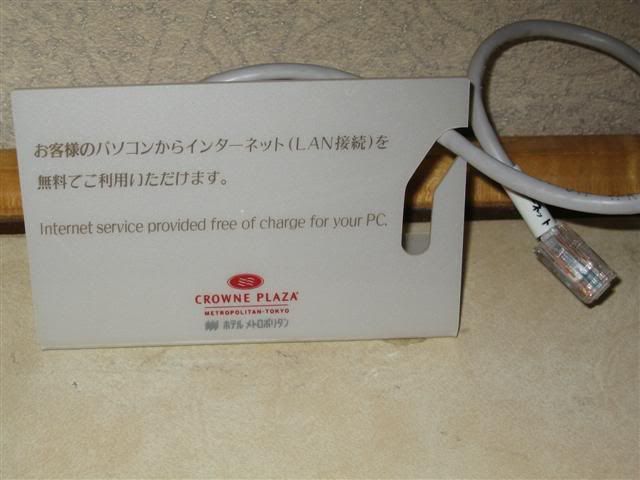 お客様のパソコンからインターネット(LAN接続)を
無料でご利用いただけます。
Internet service provided free of charge for your PC.
CROWNE PLAZA
METROPOLITAN-TOKYO
ホテル メトロポリタン
ネット